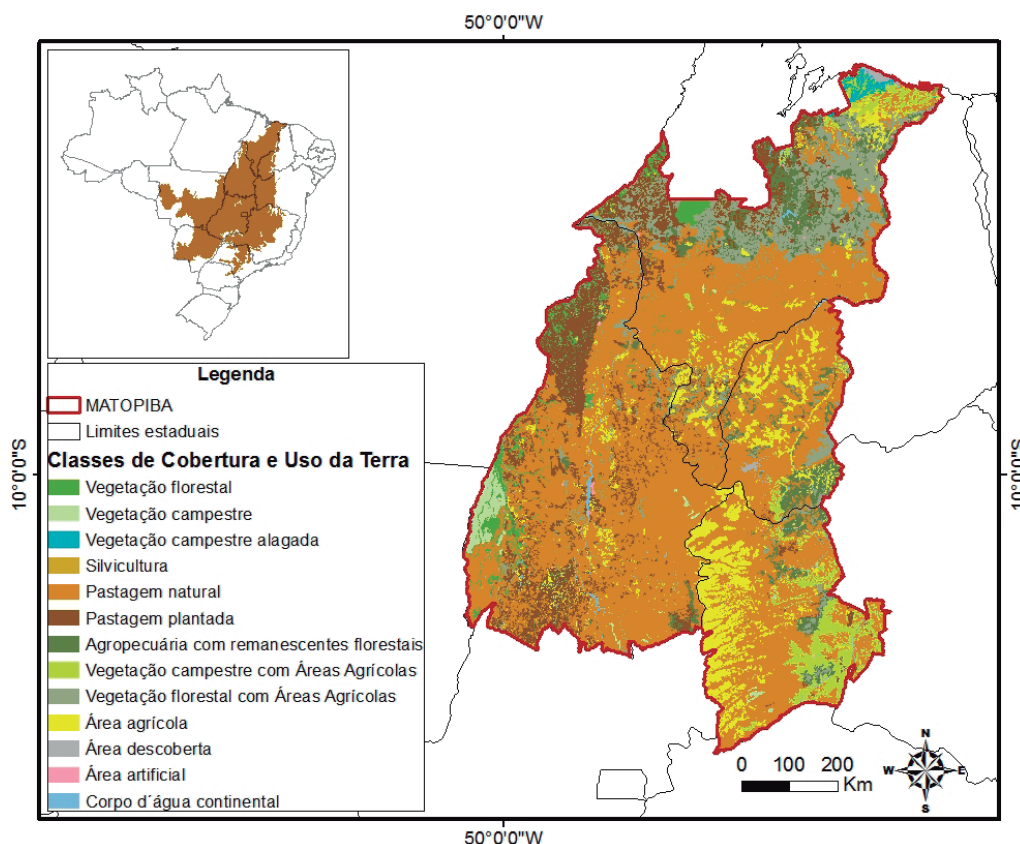 50°0'0"W
Legenda
MATOPIBA
Limites estaduais
Classes de Cobertura e Uso da Terra
Vegetação florestal
Vegetação campestre
Vegetação campestre alagada
Silvicultura
Pastagem natural
Pastagem plantada
Agropecuária com remanescentes florestais
Vegetação campestre com Áreas Agrícolas
Vegetação florestal com Áreas Agrícolas
Área agrícola
Área descoberta
Área artificial
Corpo d´água continental
10°0'0"S
10°0'0"S
N
W E
S
0 100 200
Km
50°0'0"W